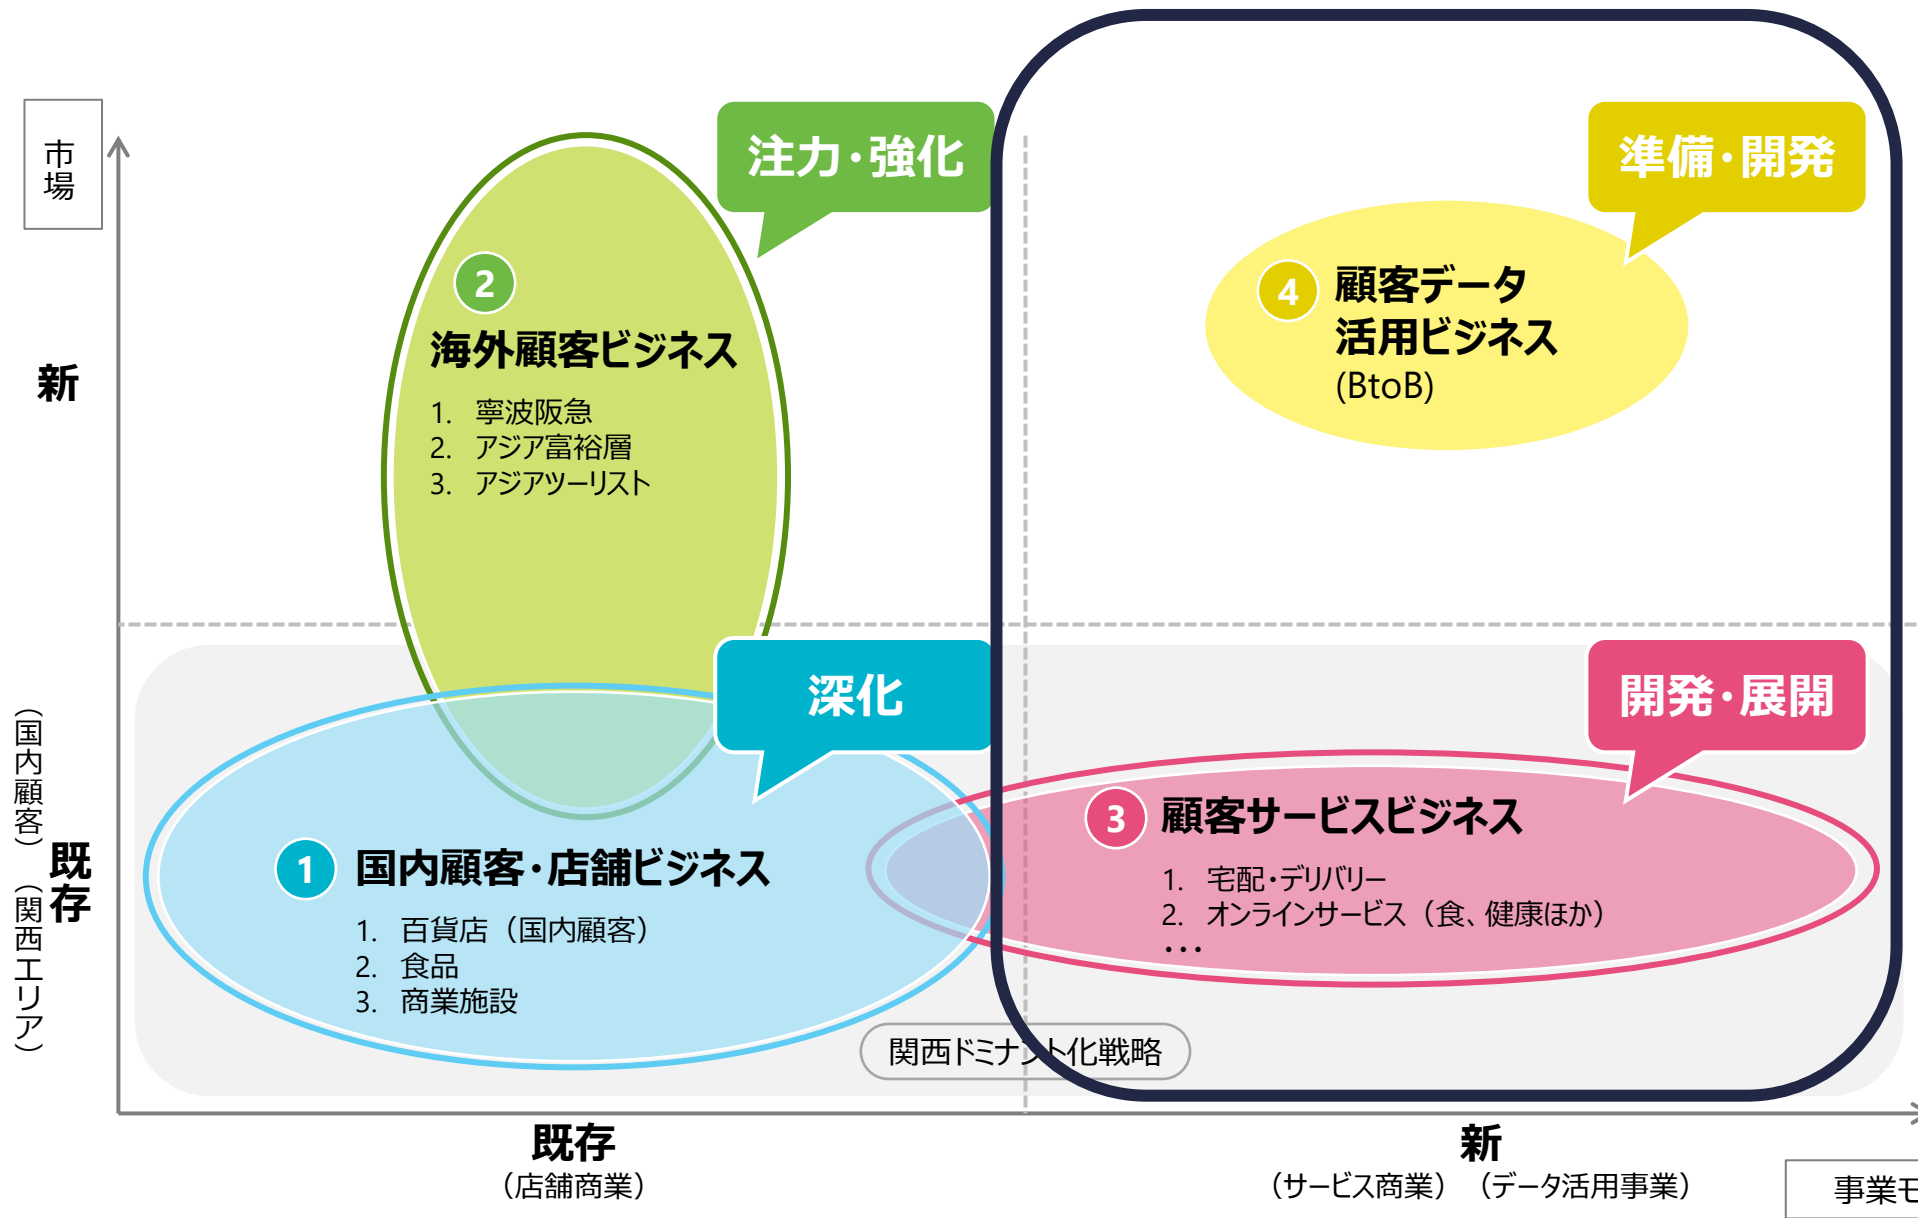 市場
注力・強化
準備・開発
2
海外顧客ビジネス
1. 寧波阪急
2. アジア富裕層
3. アジアツーリスト
4
顧客データ
活用ビジネス
(BtoB)
新
深化
開発・展開
（国内顧客）
既存
（関西エリア）
1
国内顧客・店舗ビジネス
1. 百貨店（国内顧客）
2. 食品
3. 商業施設
3
顧客サービスビジネス
1. 宅配・デリバリー
2. オンラインサービス（食、健康ほか）
・・・
関西ドミナント化戦略
既存
（店舗商業）
新
（サービス商業）（データ活用事業）
事業モ